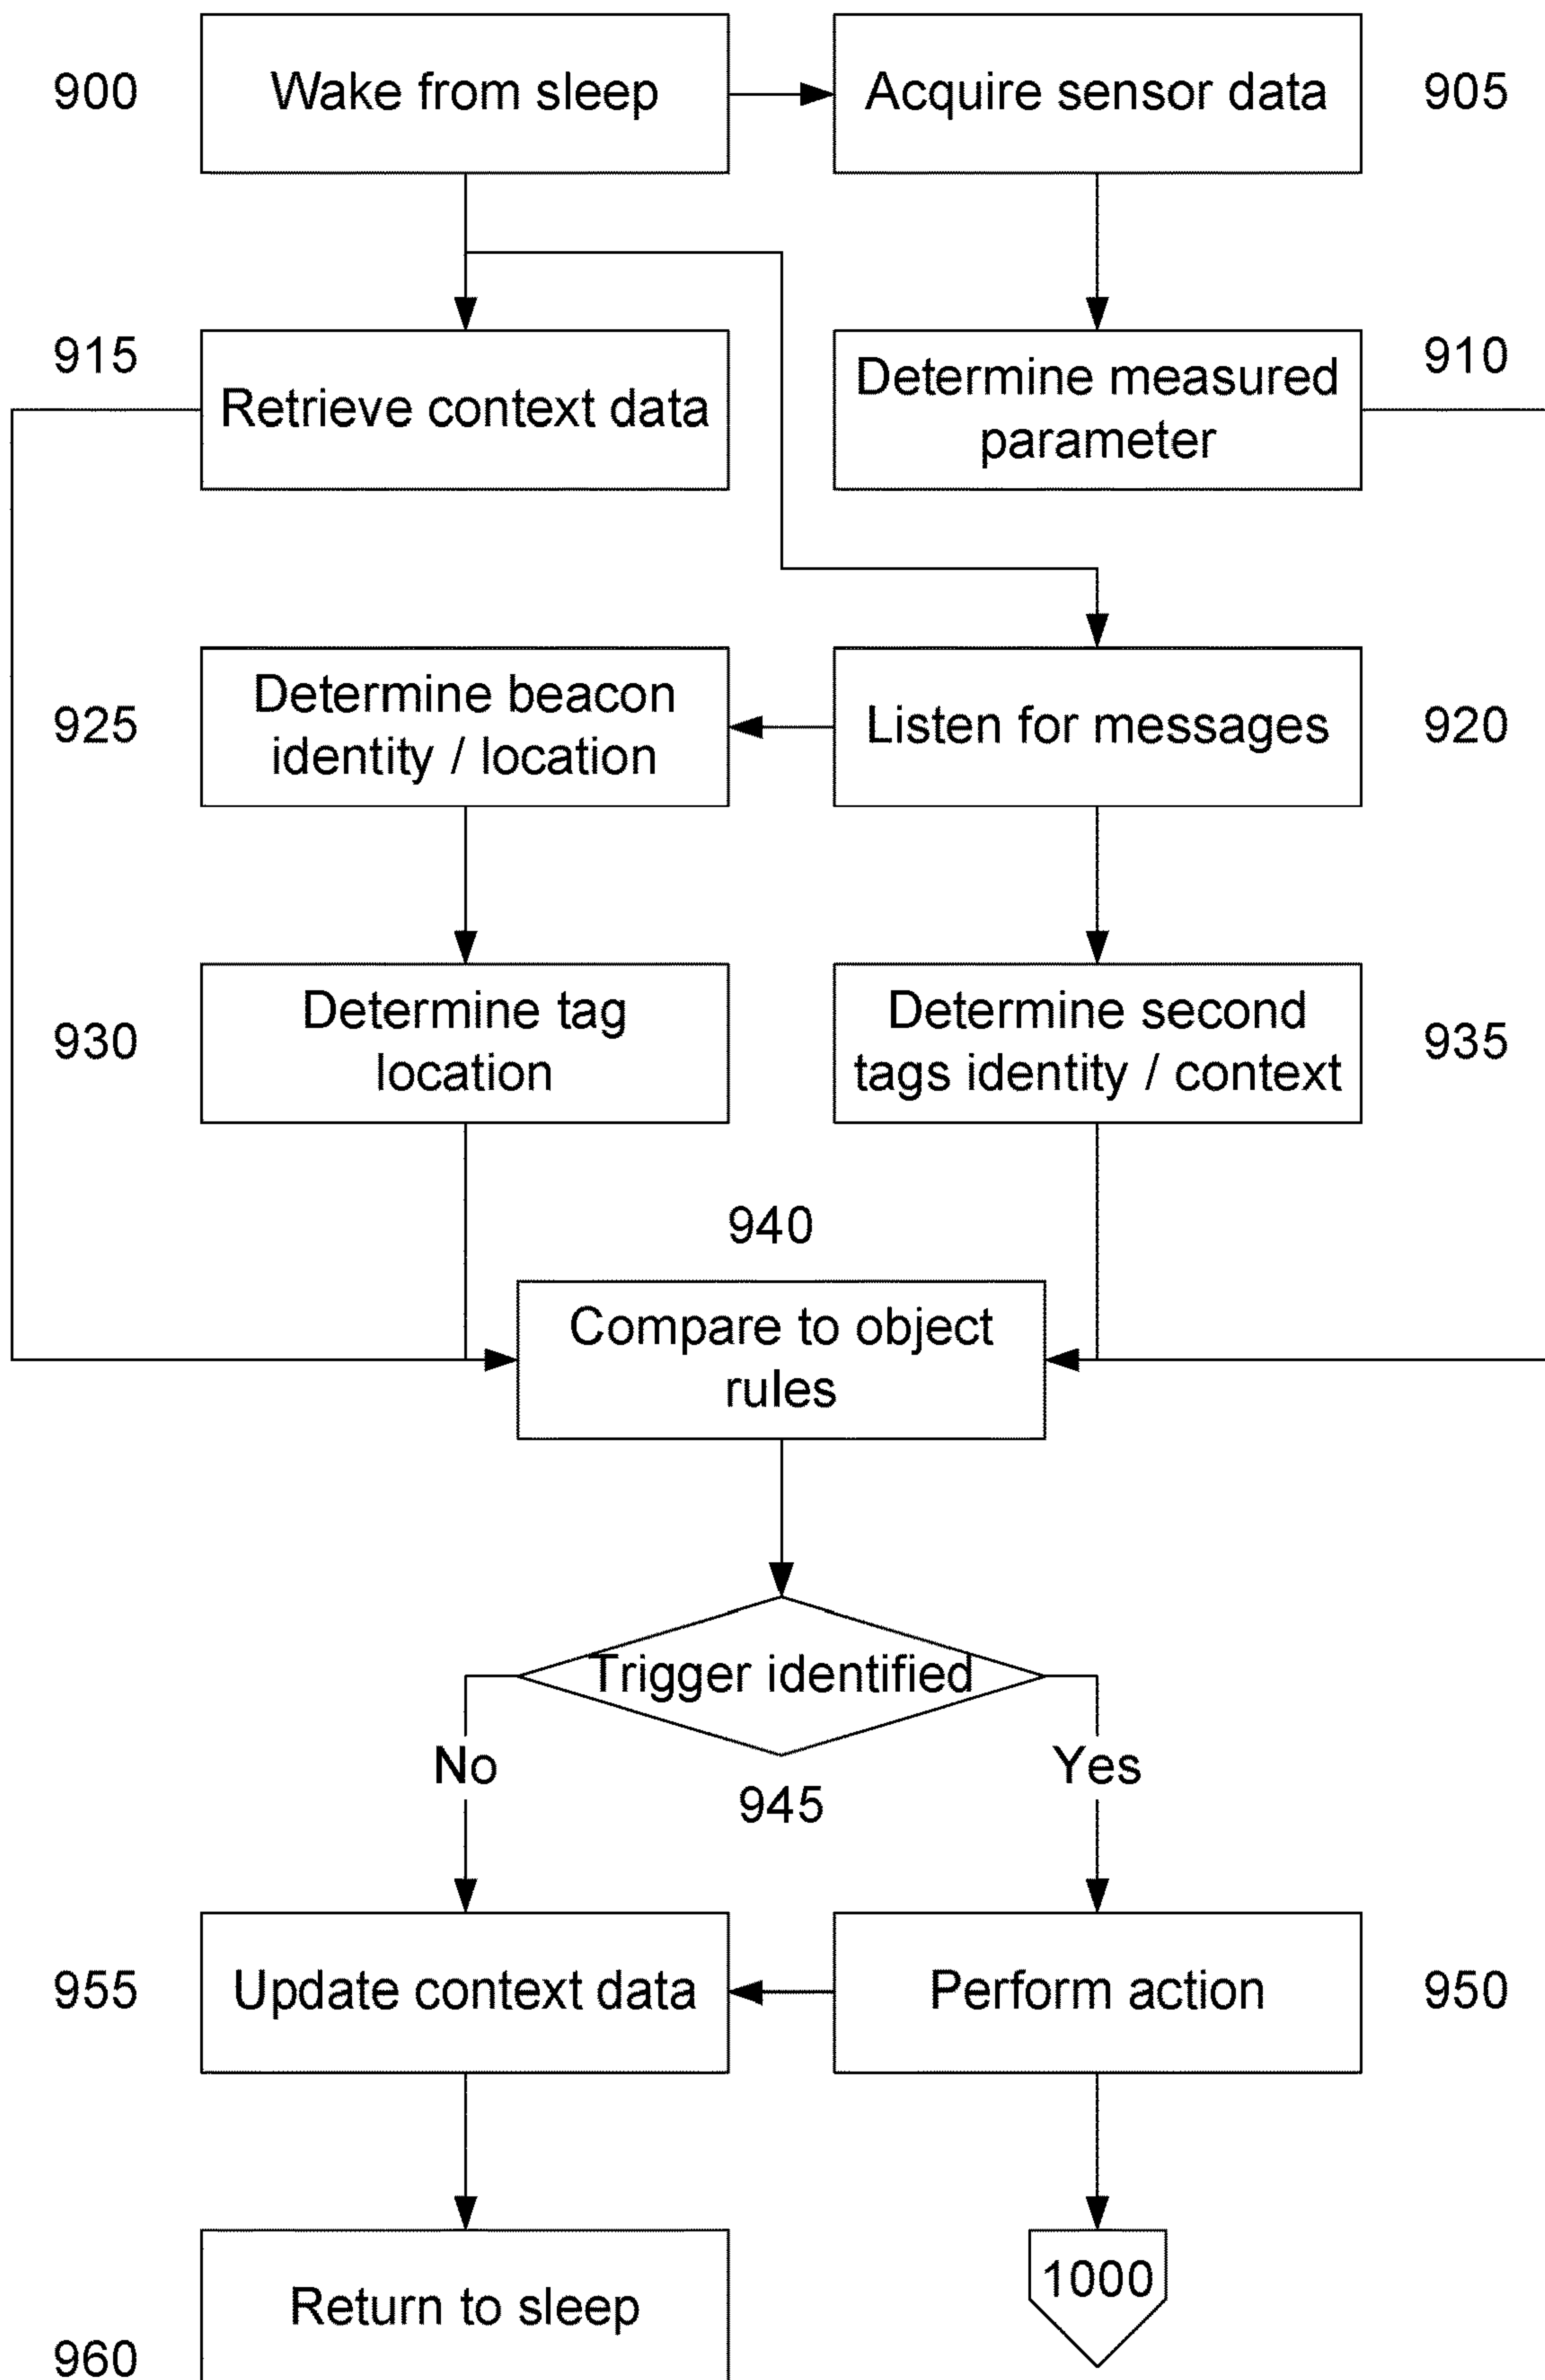 900
Wake from sleep
Acquire sensor data
905
915
Retrieve context data
Determine measured
parameter
910
925
Determine beacon
identity / location
Listen for messages
920
930
Determine tag
location
Determine second
tags identity / context
935
940
Compare to object
rules
Trigger identified
No
Yes
945
955
Update context data
Perform action
950
Return to sleep
1000
960